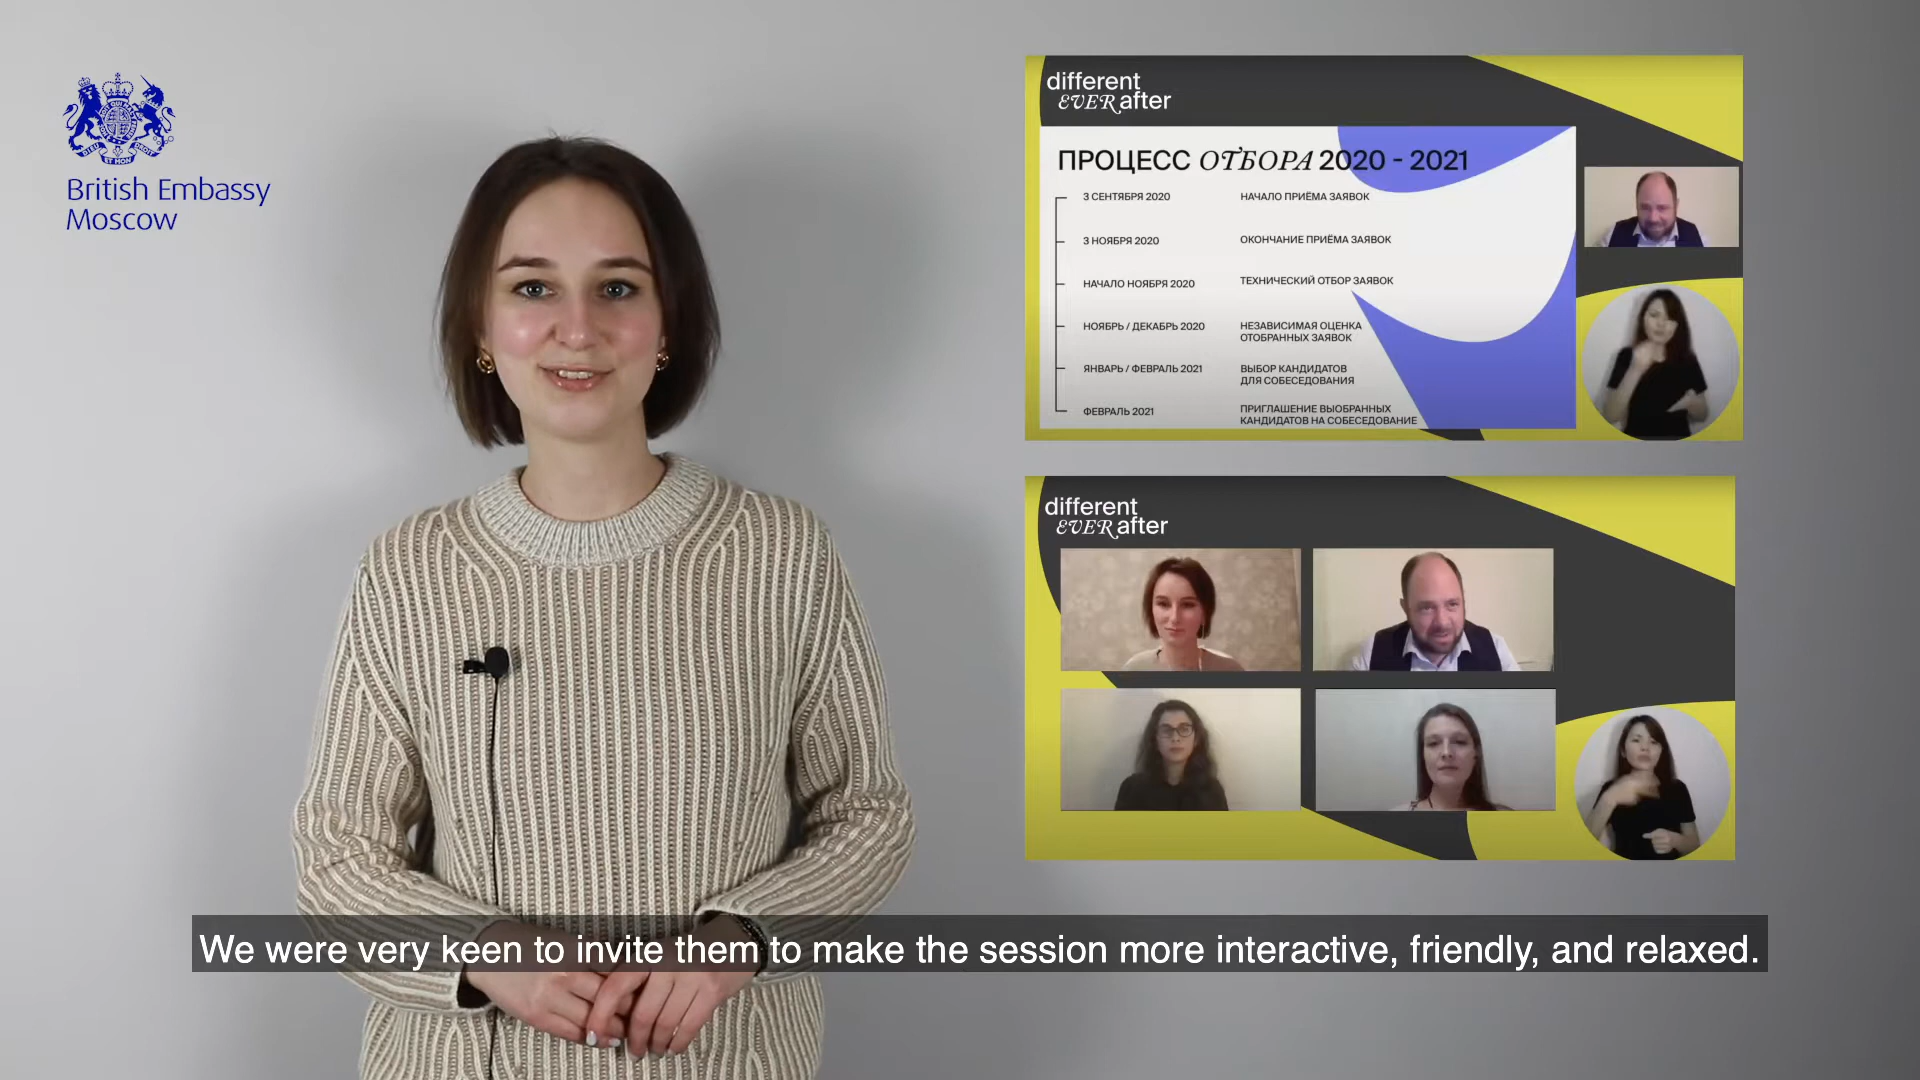 British Embassy
Moscow
different
EVER after
ПРОЦЕСС ОТБОРА 2020 - 2021
3 СЕНТЯБРЯ 2020
НАЧАЛО ПРИЁМА ЗАЯВОК
3 НОЯБРЯ 2020
ОКОНЧАНИЕ ПРИЁМА ЗАЯВОК
НАЧАЛО НОЯБРЯ 2020
ТЕХНИЧЕСКИЙ ОТБОР ЗАЯВОК
НОЯБРЬ / ДЕКАБРЬ 2020
НЕЗАВИСИМАЯ ОЦЕНКА
ОТОБРАННЫХ ЗАЯВОК
ЯНВАРЬ / ФЕВРАЛЬ 2021
ВЫБОР КАНДИДАТОВ
ДЛЯ СОБЕСЕДОВАНИЯ
ФЕВРАЛЬ 2021
ПРИГЛАШЕНИЕ ВЫОБРАННЫХ
КАНДИДАТОВ НА СОБЕСЕДОВАНИЕ
different
EVER after
We were very keen to invite them to make the session more interactive, friendly, and relaxed.